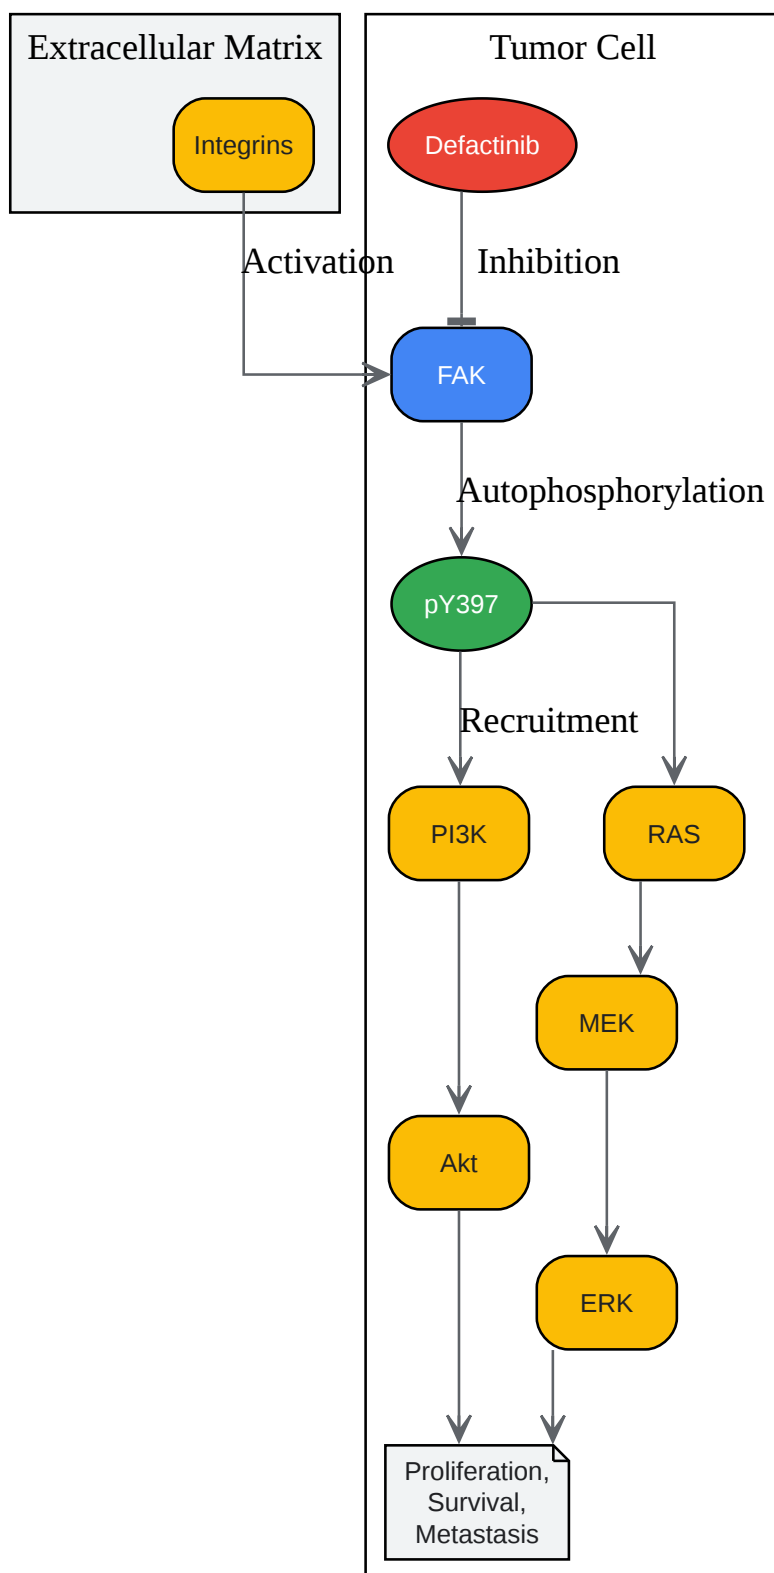 Extracellular Matrix
Tumor Cell
Integrins
Defactinib
Activation
Inhibition
FAK
Autophosphorylation
pY397
Recruitment
PI3K
RAS
MEK
Akt
ERK
Proliferation,
Survival,
Metastasis